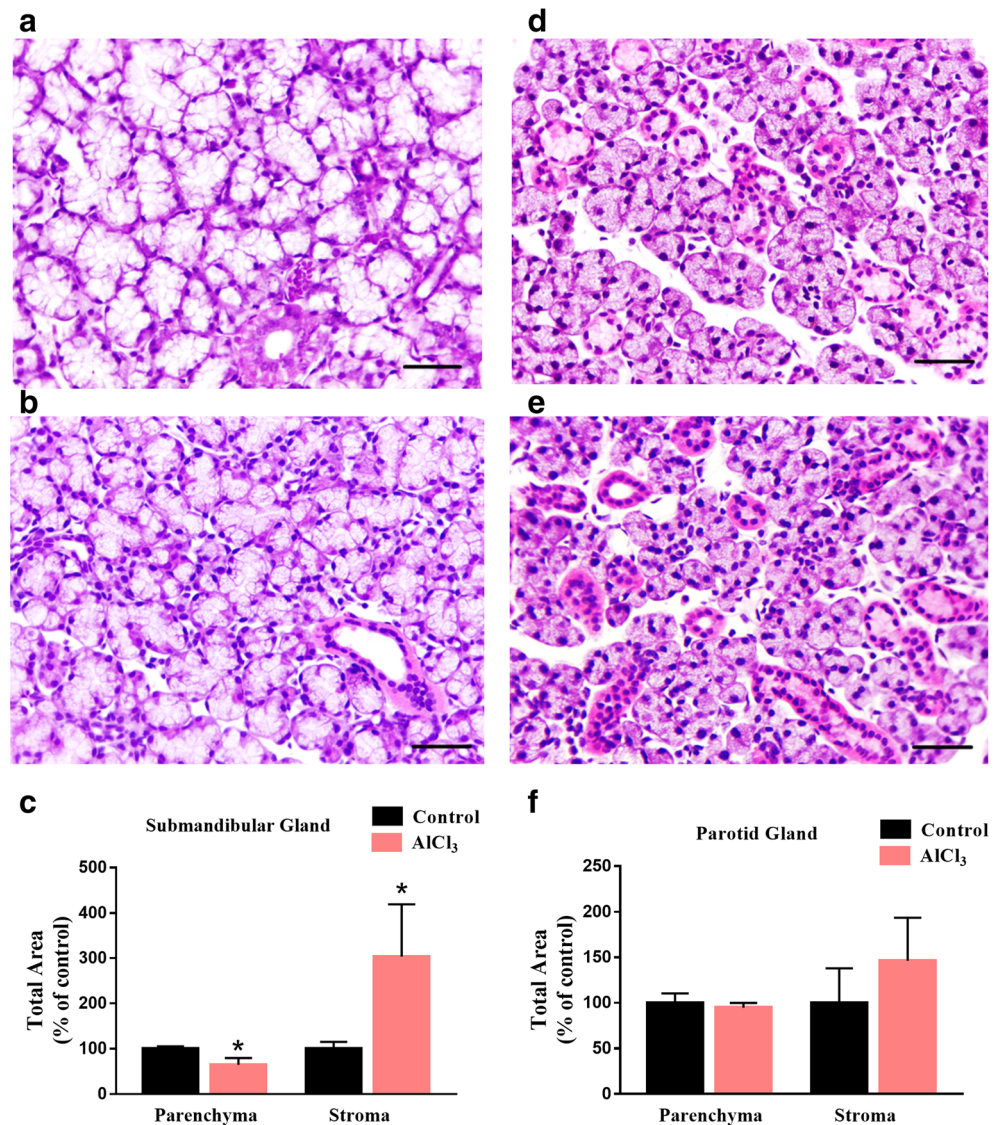 a
d
b
e
c
Submandibular Gland
Control
AlCl₃
Total Area
(% of control)
500
400
300
200
100
0
*
*
Parenchyma
Stroma
f
Parotid Gland
Control
AlCl₃
Total Area
(% of control)
250
200
150
100
50
0
Parenchyma
Stroma